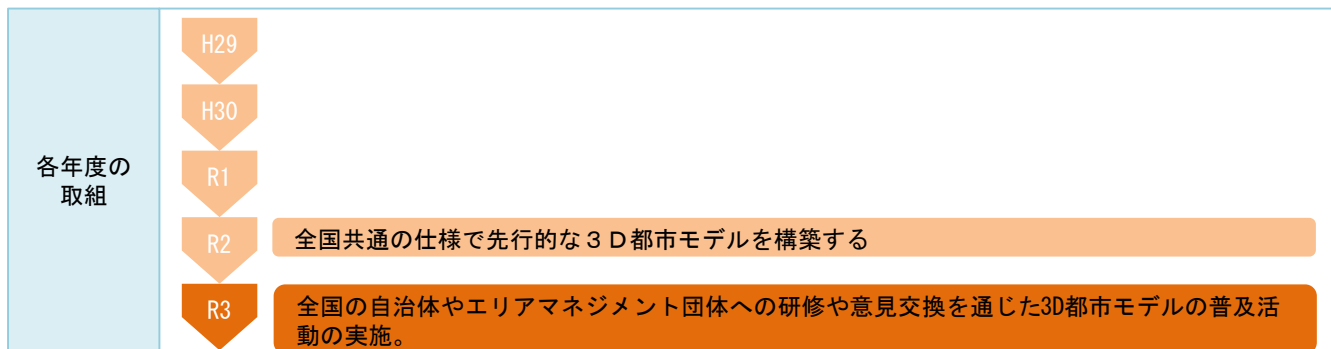 各年度の
取組
H29
H30
R1
R2
全国共通の仕様で先行的な３Ｄ都市モデルを構築する
R3
全国の自治体やエリアマネジメント団体への研修や意見交換を通じた3D都市モデルの普及活
動の実施。